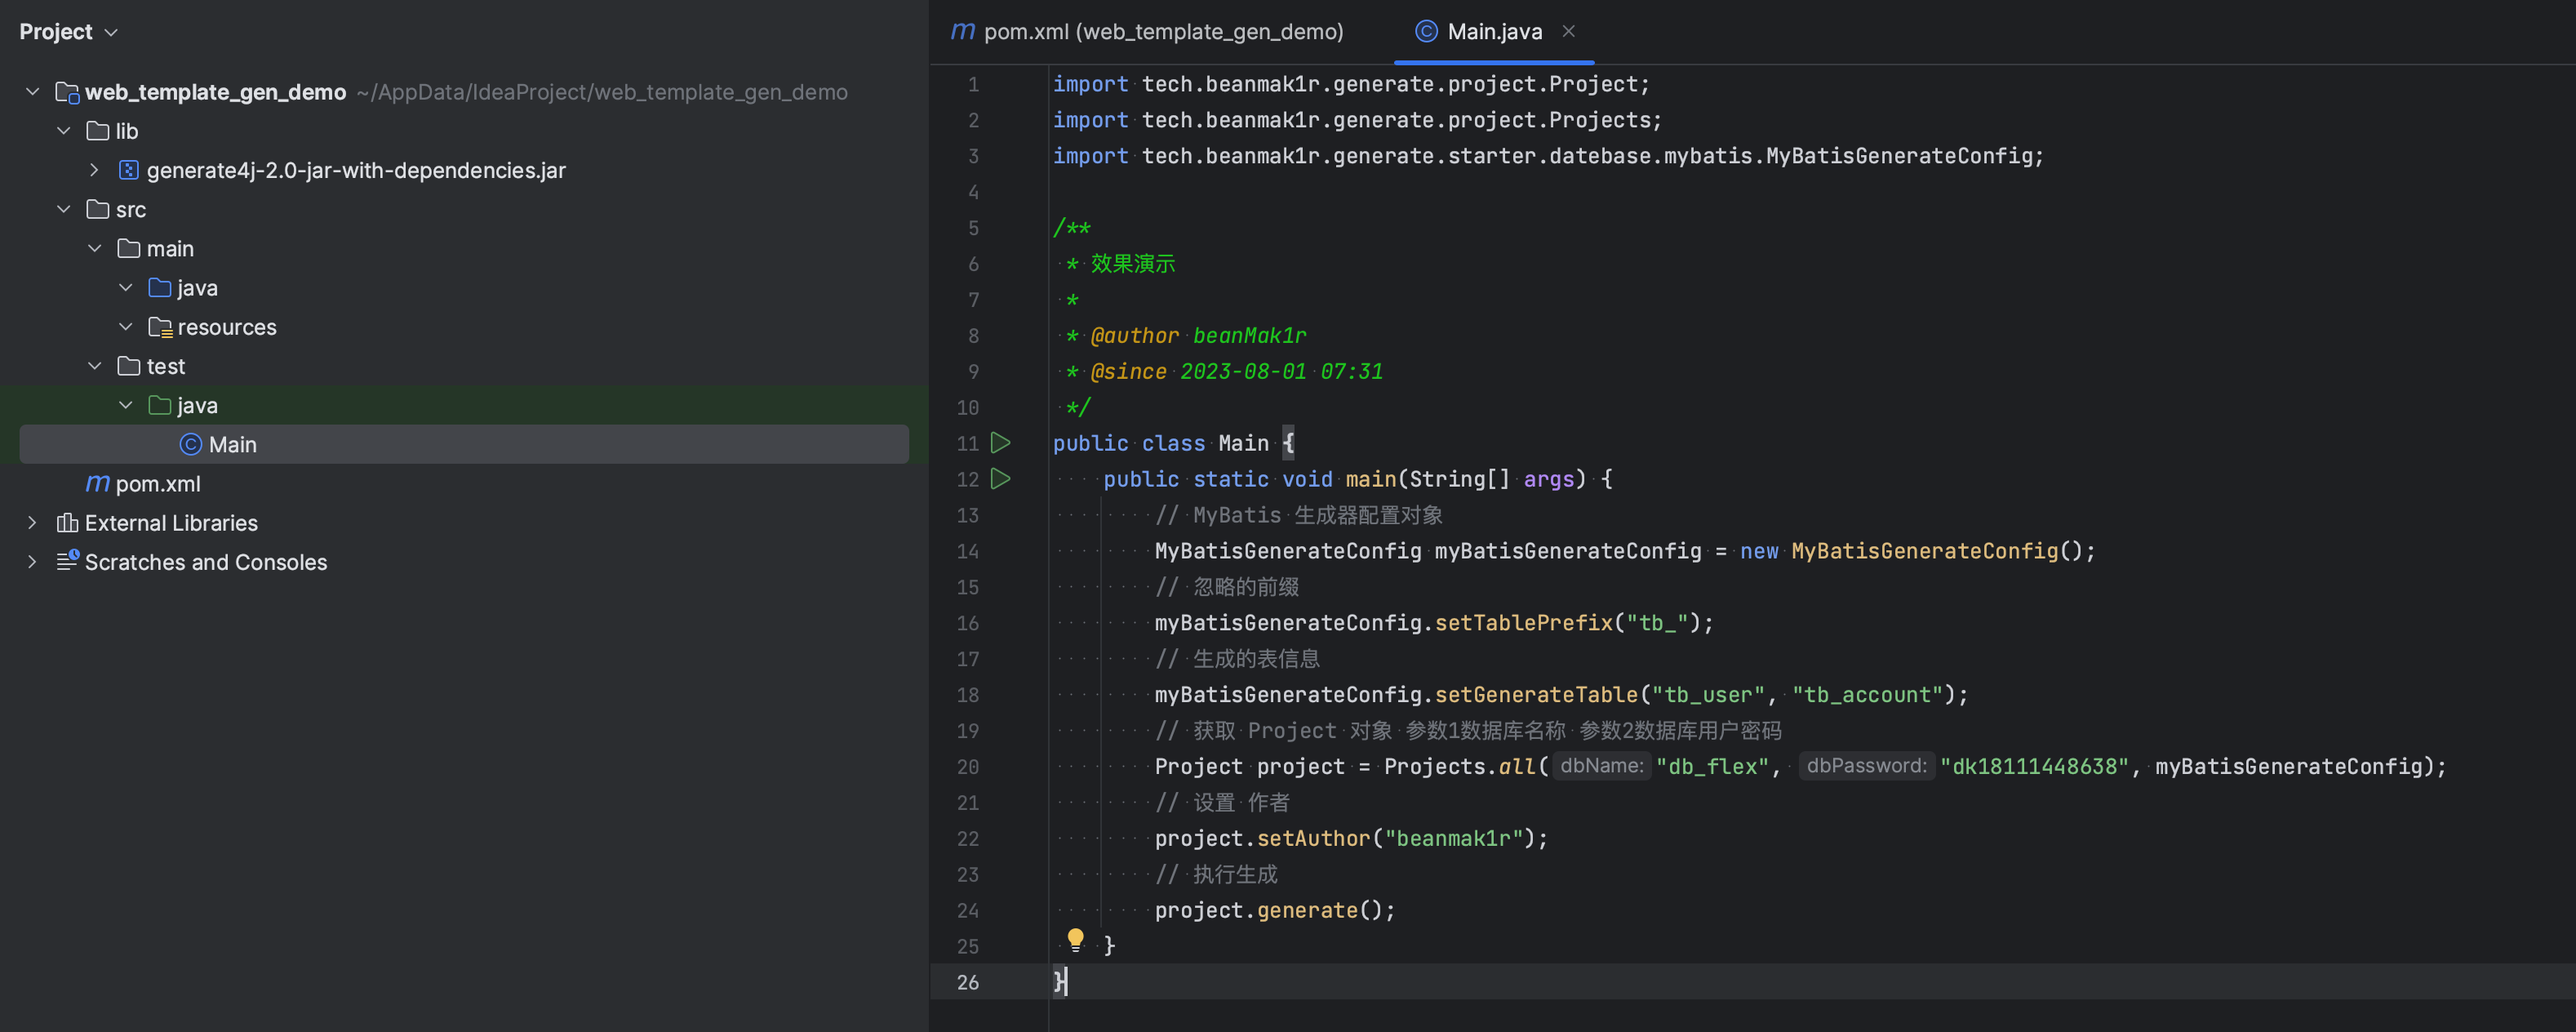 Project
web_template_gen_demo ~/AppData/IdeaProject/web_template_gen_demo
lib
generate4j-2.0-jar-with-dependencies.jar
src
main
java
resources
test
java
Main
pom.xml
External Libraries
Scratches and Consoles
pom.xml (web_template_gen_demo)
Main.java
1 import tech.beanmak1r.generate.project.Project;
2 import tech.beanmak1r.generate.project.Projects;
3 import tech.beanmak1r.generate.starter.datebase.mybatis.MyBatisGenerateConfig;
4
5 /**
6 * 效果演示
7 *
8 * @author beanMak1r
9 * @since 2023-08-01 07:31
10 */
11 public class Main {
12 public static void main(String[] args) {
13 // MyBatis 生成器配置对象
14 MyBatisGenerateConfig myBatisGenerateConfig = new MyBatisGenerateConfig();
15 // 忽略的前缀
16 myBatisGenerateConfig.setTablePrefix("tb_");
17 // 生成的表信息
18 myBatisGenerateConfig.setGenerateTable("tb_user", "tb_account");
19 // 获取 Project 对象 参数1数据库名称 参数2数据库用户密码
20 Project project = Projects.all( dbName: "db_flex", dbPassword: "dk18111448638", myBatisGenerateConfig);
21 // 设置 作者
22 project.setAuthor("beanmak1r");
23 // 执行生成
24 project.generate();
25 }
26 }